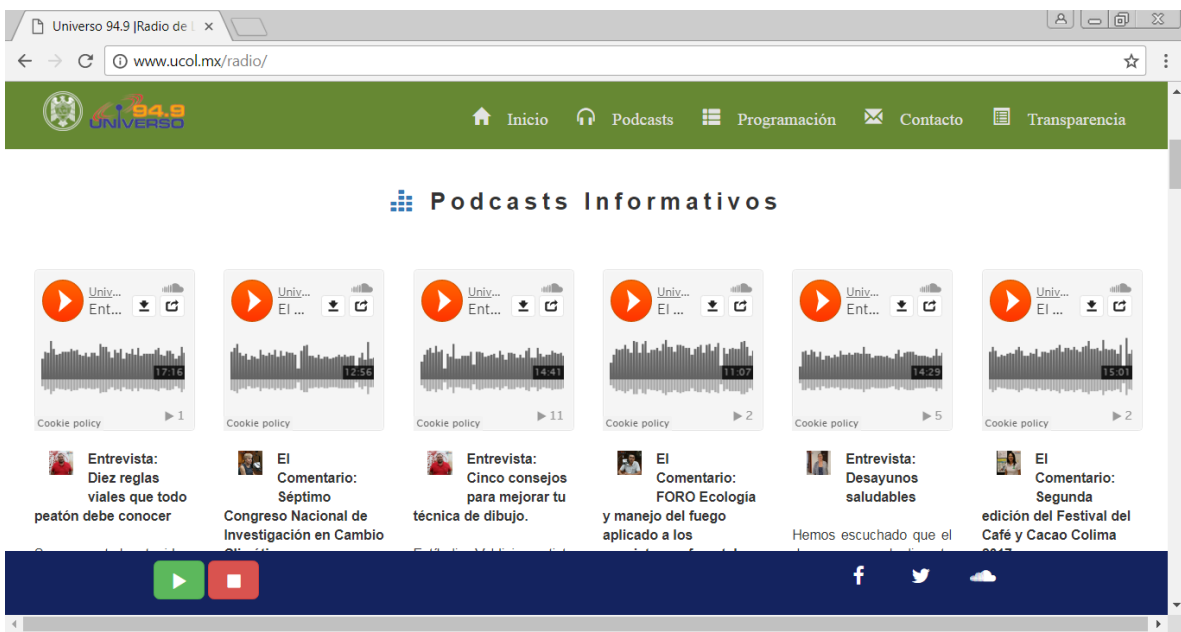 Universo 94.9 |Radio de
www.ucol.mx/radio/
94.9
UNIVERSO
Inicio
Podcasts
Programación
Contacto
Transparencia
Podcasts Informativos
Univ...
Ent...
17:16
Cookie policy
1
Univ...
El ...
12:56
Cookie policy
Univ...
Ent...
14:41
Cookie policy
11
Univ...
El ...
11:07
Cookie policy
2
Univ...
Ent...
14:29
Cookie policy
5
Univ...
El ...
15:01
Cookie policy
2
Entrevista:
Diez reglas
viales que todo
peatón debe conocer
El
Comentario:
Séptimo
Congreso Nacional de
Investigación en Cambio
Entrevista:
Cinco consejos
para mejorar tu
técnica de dibujo.
El
Comentario:
FORO Ecología
y manejo del fuego
aplicado a los
Entrevista:
Desayunos
saludables
Hemos escuchado que el
El
Comentario:
Segunda
edición del Festival del
Café y Cacao Colima
2017